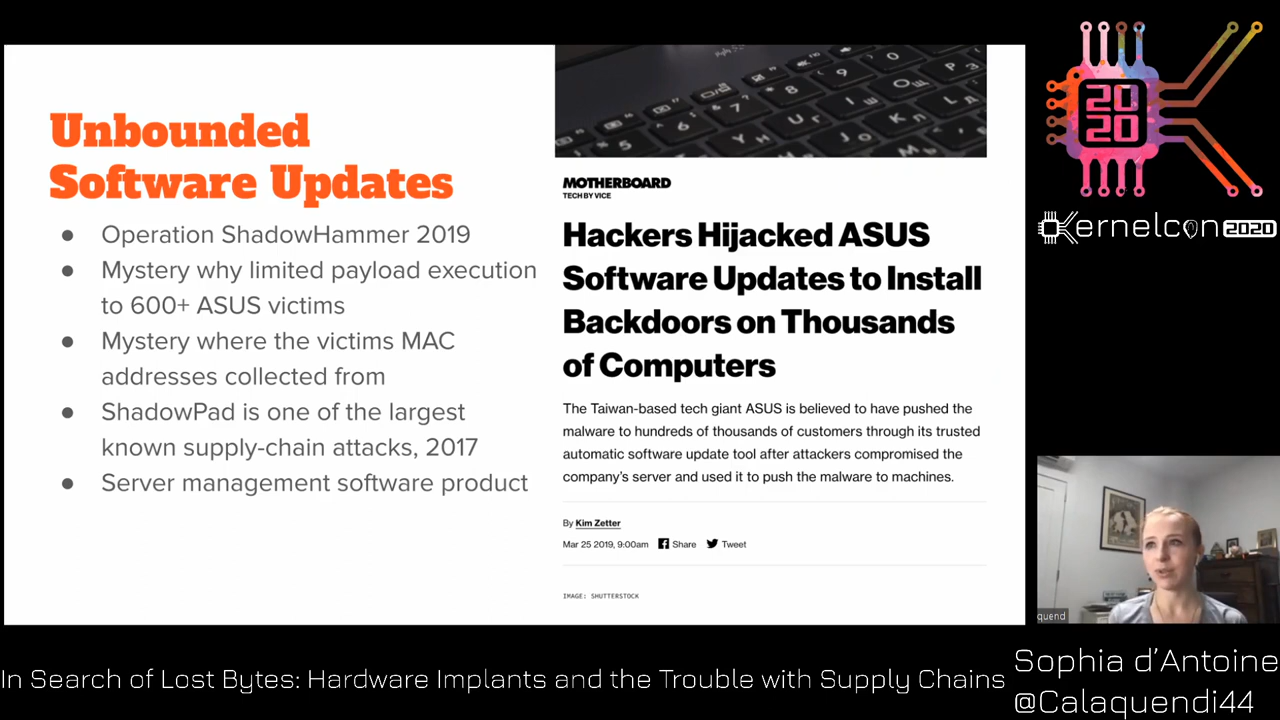 Unbounded
Software Updates
● Operation ShadowHammer 2019
● Mystery why limited payload execution
to 600+ ASUS victims
● Mystery where the victims MAC
addresses collected from
● ShadowPad is one of the largest
known supply-chain attacks, 2017
● Server management software product
MOTHERBOARD
TECH BY VICE
Hackers Hijacked ASUS
Software Updates to Install
Backdoors on Thousands
of Computers
The Taiwan-based tech giant ASUS is believed to have pushed the
malware to hundreds of thousands of customers through its trusted
automatic software update tool after attackers compromised the
company's server and used it to push the malware to machines.
By Kim Zetter
Mar 25 2019, 9:00am Share Tweet
IMAGE: SHUTTERSTOCK
20
20
Kernelcon 2020
quend
In Search of Lost Bytes: Hardware Implants and the Trouble with Supply Chains
Sophia d'Antoine
@Calaquendi44